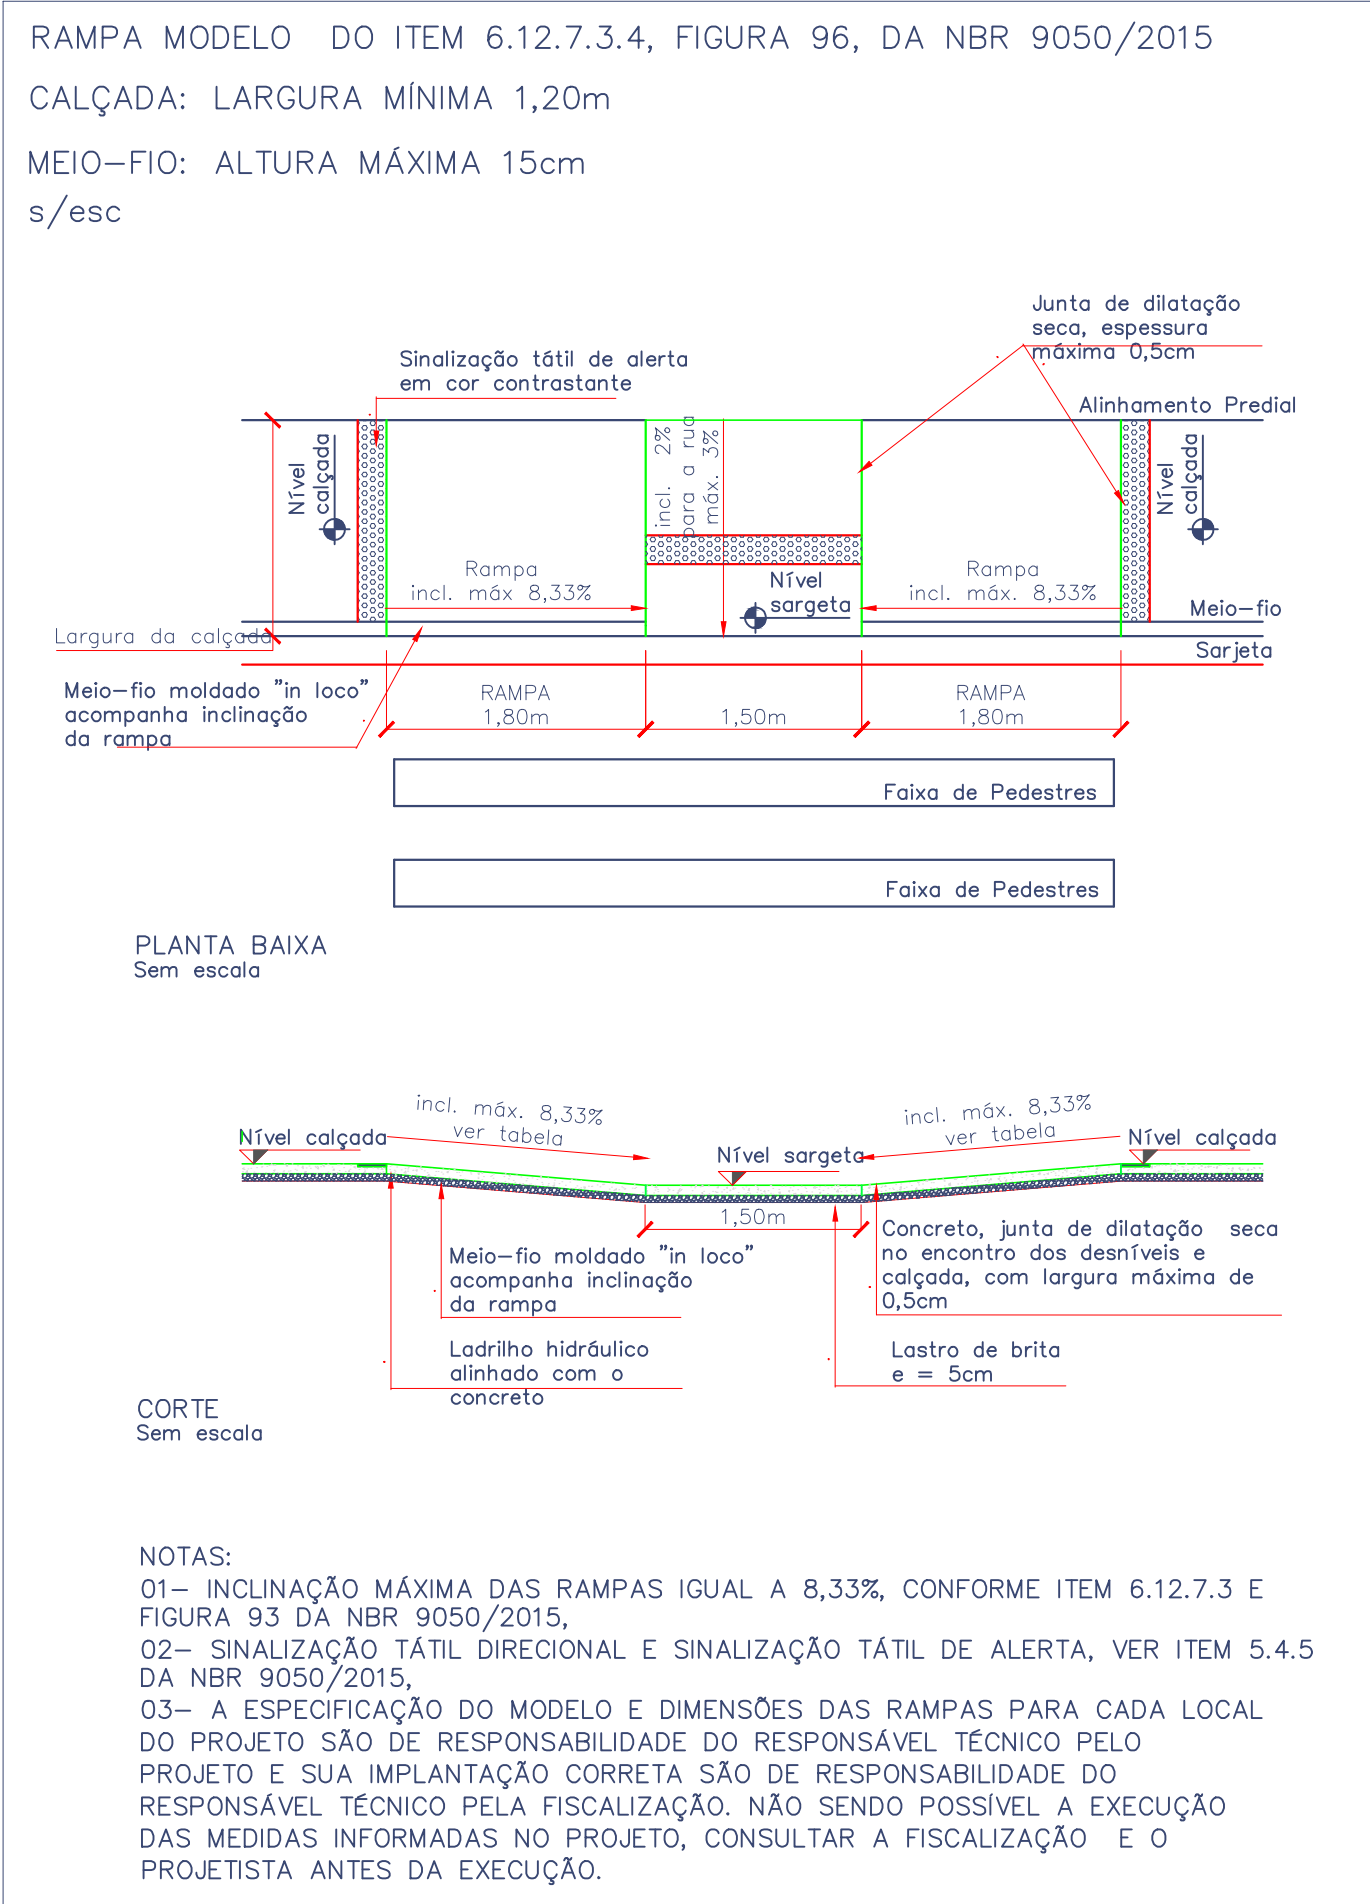 RAMPA MODELO  DO ITEM 6.12.7.3.4, FIGURA 96, DA NBR 9050/2015
CALÇADA: LARGURA MÍNIMA 1,20m
MEIO-FIO: ALTURA MÁXIMA 15cm
s/esc
Junta de dilatação
seca, espessura
máxima 0,5cm
Sinalização tátil de alerta
em cor contrastante
Alinhamento Predial
Nível
calçada
incl. 2%
para a rua
máx. 3%
Nível
calçada
Rampa
incl. máx 8,33%
Nível
sargeta
Rampa
incl. máx. 8,33%
Meio-fio
Largura da calçada
Sarjeta
Meio-fio moldado "in loco"
acompanha inclinação
da rampa
RAMPA
1,80m
1,50m
RAMPA
1,80m
Faixa de Pedestres
Faixa de Pedestres
PLANTA BAIXA
Sem escala
incl. máx. 8,33%
ver tabela
incl. máx. 8,33%
ver tabela
Nível calçada
Nível sargeta
Nível calçada
1,50m
Meio-fio moldado "in loco"
acompanha inclinação
da rampa
Concreto, junta de dilatação  seca
no encontro dos desníveis e
calçada, com largura máxima de
0,5cm
Ladrilho hidráulico
alinhado com o
concreto
Lastro de brita
e = 5cm
CORTE
Sem escala
NOTAS:
01- INCLINAÇÃO MÁXIMA DAS RAMPAS IGUAL A 8,33%, CONFORME ITEM 6.12.7.3 E
FIGURA 93 DA NBR 9050/2015,
02- SINALIZAÇÃO TÁTIL DIRECIONAL E SINALIZAÇÃO TÁTIL DE ALERTA, VER ITEM 5.4.5
DA NBR 9050/2015,
03- A ESPECIFICAÇÃO DO MODELO E DIMENSÕES DAS RAMPAS PARA CADA LOCAL
DO PROJETO SÃO DE RESPONSABILIDADE DO RESPONSÁVEL TÉCNICO PELO
PROJETO E SUA IMPLANTAÇÃO CORRETA SÃO DE RESPONSABILIDADE DO
RESPONSÁVEL TÉCNICO PELA FISCALIZAÇÃO. NÃO SENDO POSSÍVEL A EXECUÇÃO
DAS MEDIDAS INFORMADAS NO PROJETO, CONSULTAR A FISCALIZAÇÃO  E O
PROJETISTA ANTES DA EXECUÇÃO.